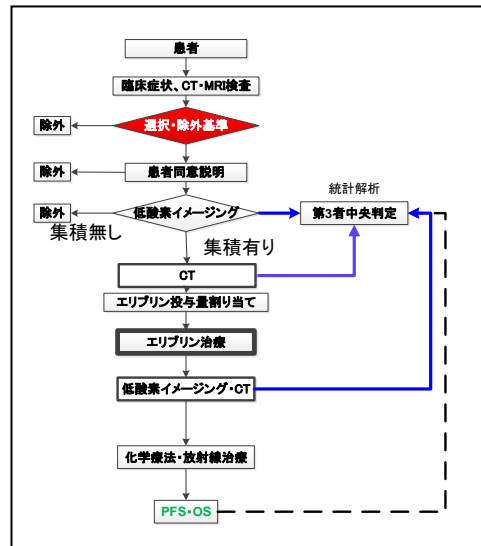 患者
臨床症状、CT・MRI検査
除外
選択・除外基準
除外
患者同意説明
統計解析
除外
低酸素イメージング
第3者中央判定
集積無し
集積有り
CT
エリブリン投与量割り当て
エリブリン治療
低酸素イメージング・CT
化学療法・放射線治療
PFS・OS